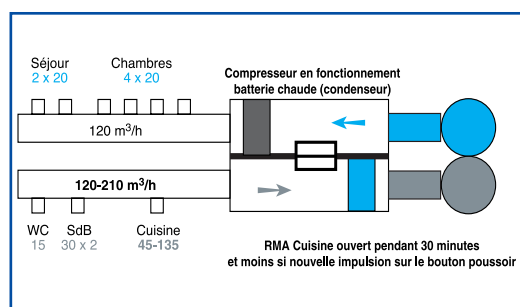 Séjour
2 x 20
Chambres
4 x 20
Compresseur en fonctionnement
batterie chaude (condenseur)
120 m³/h
120-210 m³/h
WC
15
SdB
30 x 2
Cuisine
45-135
RMA Cuisine ouvert pendant 30 minutes
et moins si nouvelle impulsion sur le bouton poussoir